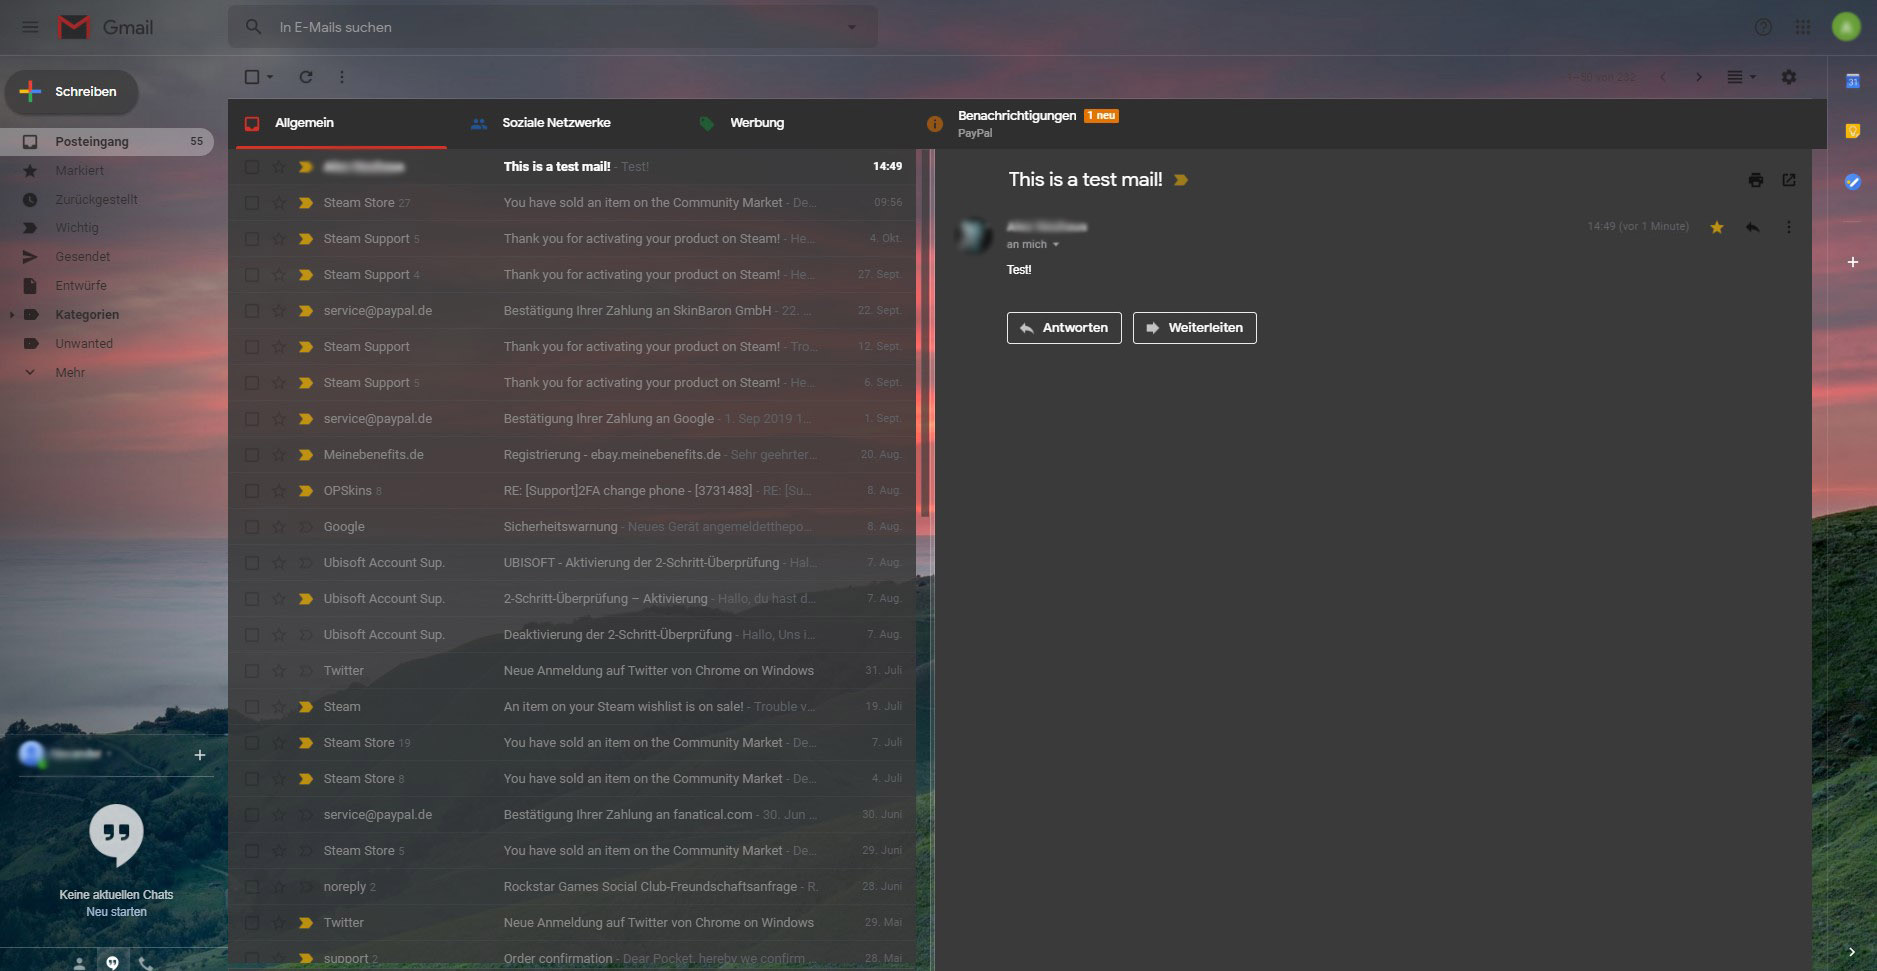 Gmail
In E-Mails suchen
Schreiben
1–50 von 202
31
Allgemein
Soziale Netzwerke
Werbung
Benachrichtigungen 1 neu
PayPal
Posteingang 55
Markiert
Zurückgestellt
Wichtig
Gesendet
Entwürfe
Kategorien
Unwanted
Mehr
Keine aktuellen Chats
Neu starten
This is a test mail! - Test! 14:49
Steam Store 27 You have sold an item on the Community Market - De... 09:56
Steam Support 5 Thank you for activating your product on Steam! - He... 4. Okt.
Steam Support 4 Thank you for activating your product on Steam! - He... 27. Sept.
service@paypal.de Bestätigung Ihrer Zahlung an SkinBaron GmbH - 22. ... 22. Sept.
Steam Support Thank you for activating your product on Steam! - Tro... 12. Sept.
Steam Support 5 Thank you for activating your product on Steam! - He... 6. Sept.
service@paypal.de Bestätigung Ihrer Zahlung an Google - 1. Sep 2019 1... 1. Sept.
Meinebenefits.de Registrierung - ebay.meinebenefits.de - Sehr geehrter... 20. Aug.
OPSkins 8 RE: [Support]2FA change phone - [3731483] - RE: [Su... 8. Aug.
Google Sicherheitswarnung - Neues Gerät angemeldetthepo... 8. Aug.
Ubisoft Account Sup. UBISOFT - Aktivierung der 2-Schritt-Überprüfung - Hal... 7. Aug.
Ubisoft Account Sup. 2-Schritt-Überprüfung – Aktivierung - Hallo, du hast d... 7. Aug.
Ubisoft Account Sup. Deaktivierung der 2-Schritt-Überprüfung - Hallo, Uns i... 7. Aug.
Twitter Neue Anmeldung auf Twitter von Chrome on Windows 31. Juli
Steam An item on your Steam wishlist is on sale! - Trouble v... 19. Juli
Steam Store 19 You have sold an item on the Community Market - De... 7. Juli
Steam Store 8 You have sold an item on the Community Market - De... 4. Juli
service@paypal.de Bestätigung Ihrer Zahlung an fanatical.com - 30. Jun ... 30. Juni
Steam Store 5 You have sold an item on the Community Market - De... 29. Juni
noreply 2 Rockstar Games Social Club-Freundschaftsanfrage - R. 28. Juni
Twitter Neue Anmeldung auf Twitter von Chrome on Windows 29. Mai
support 2 Order confirmation - Dear Pocket, hereby we confirm 28. Mai
This is a test mail!
14:49 (vor 1 Minute)
an mich
Test!
Antworten Weiterleiten